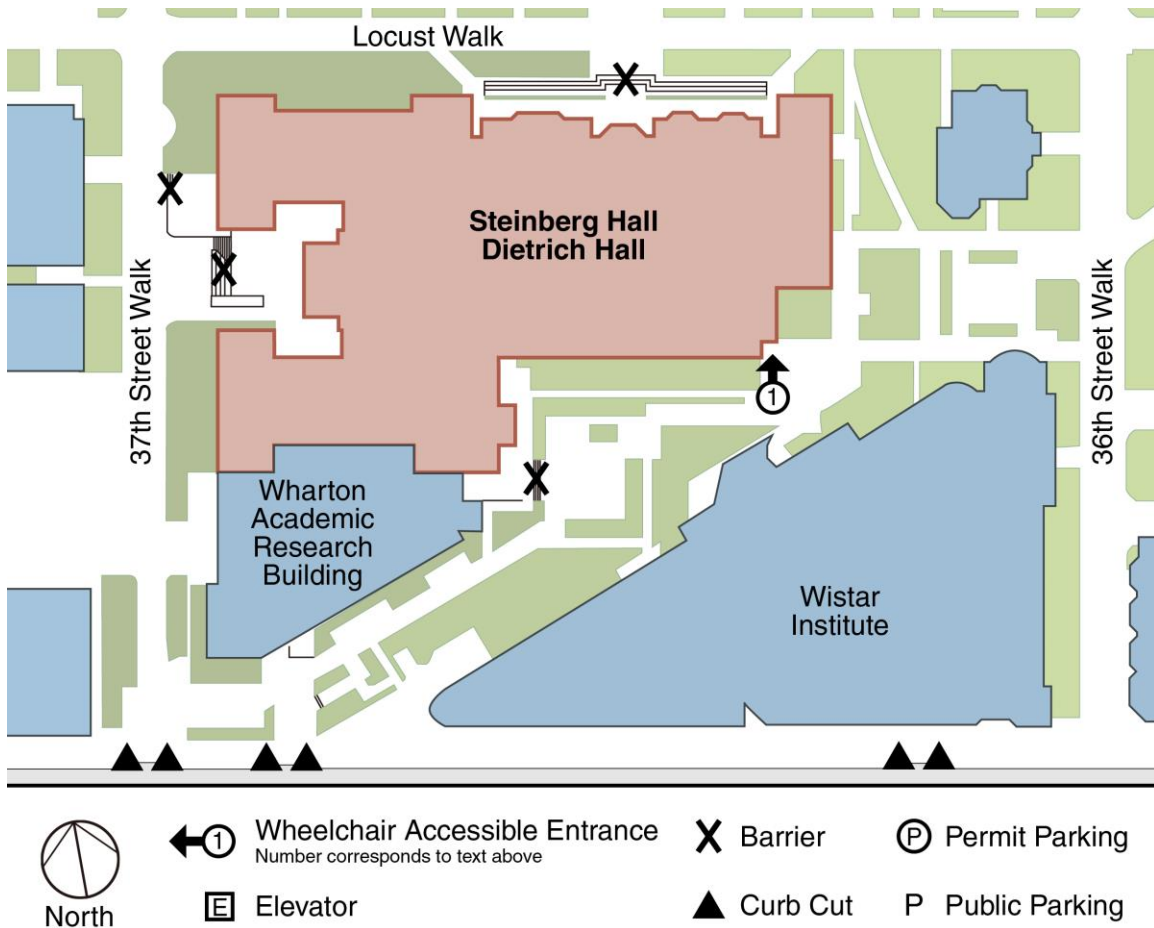 Locust Walk
Steinberg Hall
Dietrich Hall
37th Street Walk
36th Street Walk
1
Wharton
Academic
Research
Building
Wistar
Institute
1 Wheelchair Accessible Entrance
Number corresponds to text above
Barrier
P Permit Parking
North
E Elevator
Curb Cut
P Public Parking